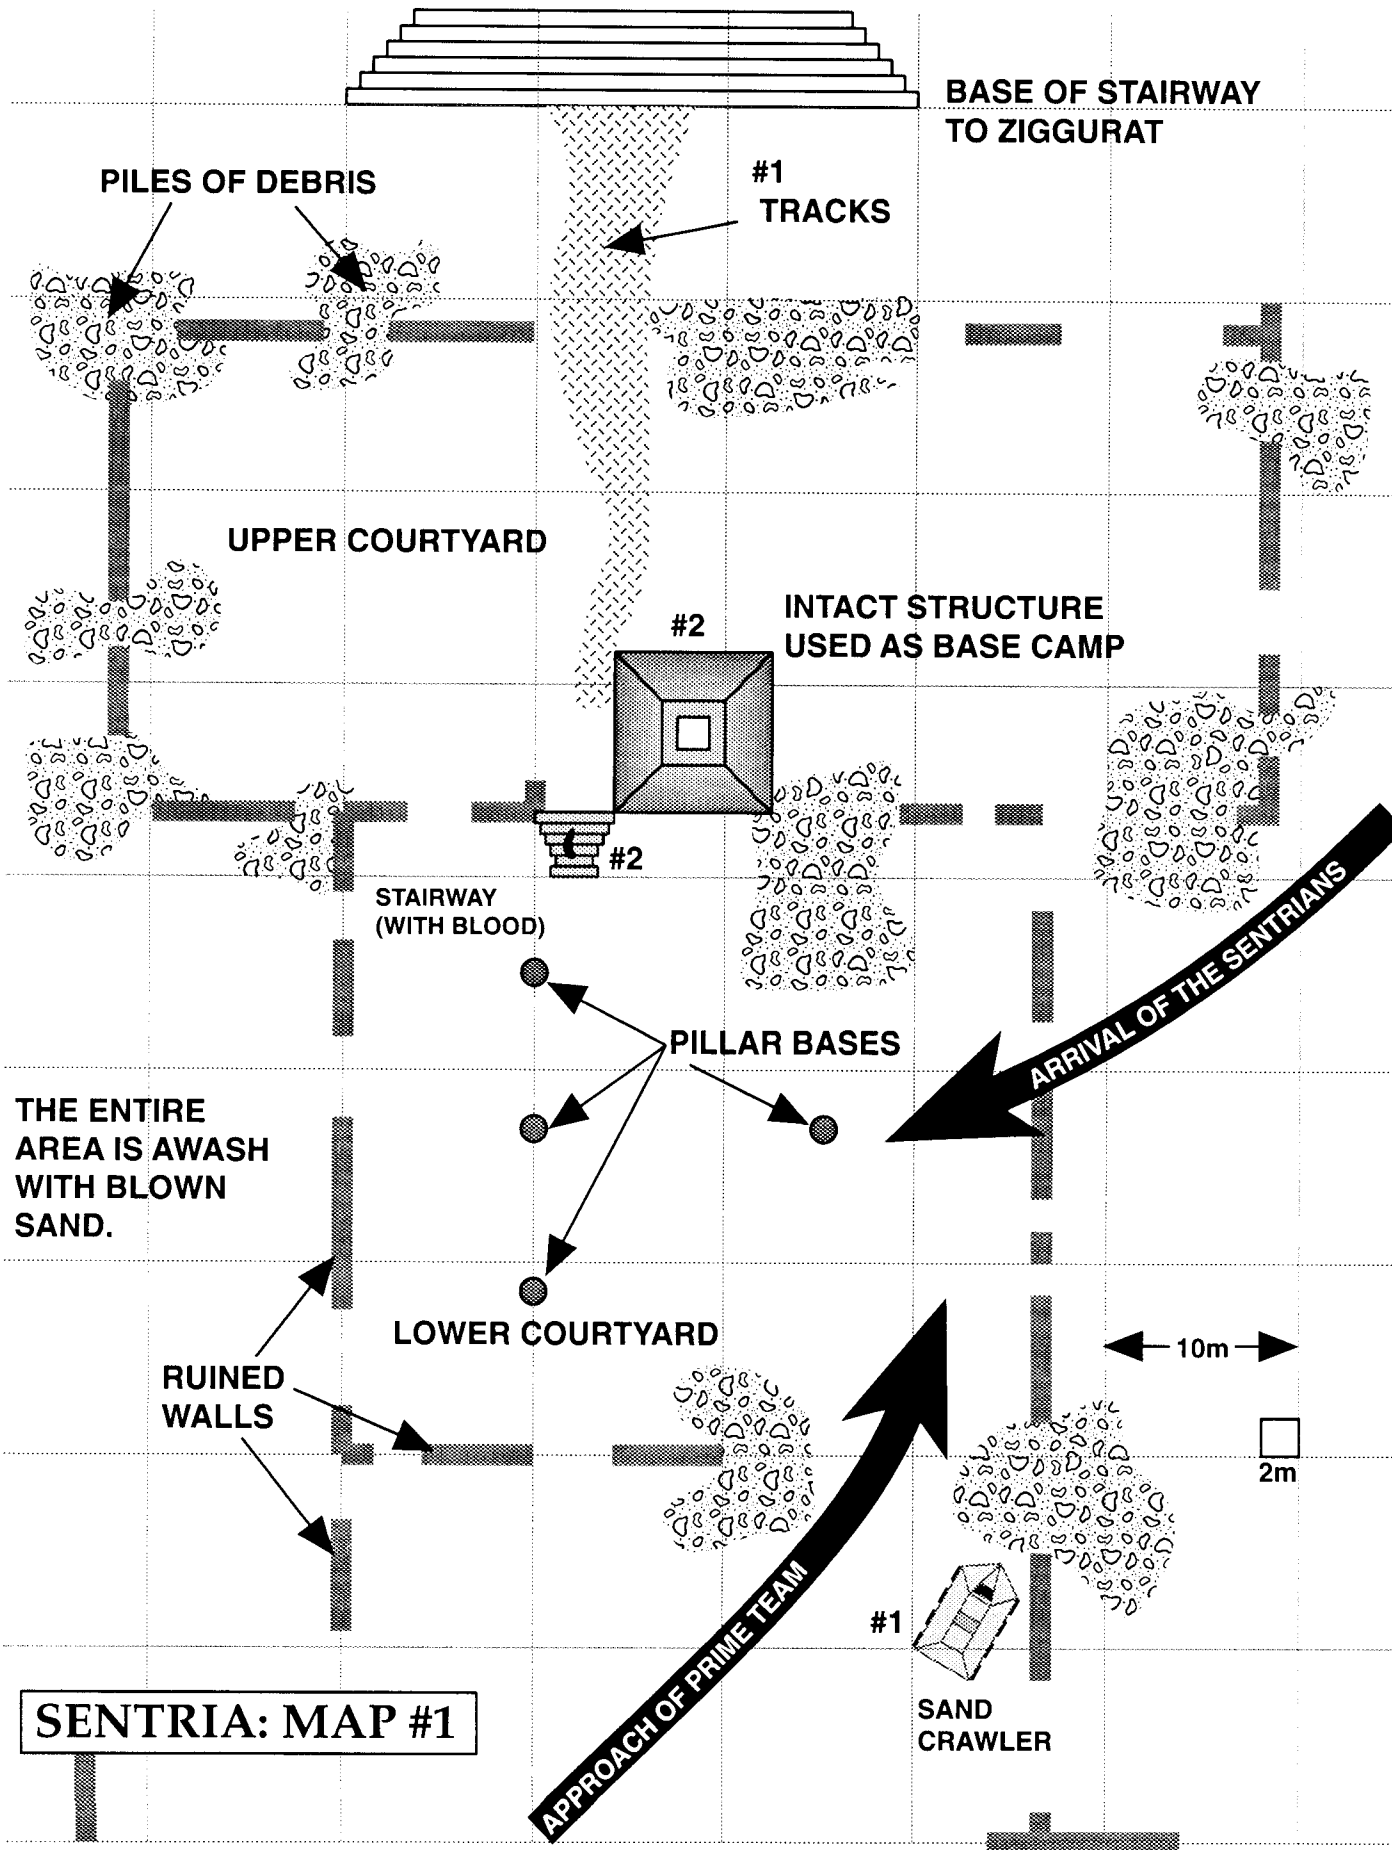 BASE OF STAIRWAY
TO ZIGGURAT
PILES OF DEBRIS
#1
TRACKS
UPPER COURTYARD
INTACT STRUCTURE
USED AS BASE CAMP
#2
#2
STAIRWAY
(WITH BLOOD)
ARRIVAL OF THE SENTRIANS
PILLAR BASES
THE ENTIRE
AREA IS AWASH
WITH BLOWN
SAND.
LOWER COURTYARD
10m
RUINED
WALLS
2m
APPROACH OF PRIME TEAM
#1
SAND
CRAWLER
SENTRIA: MAP #1